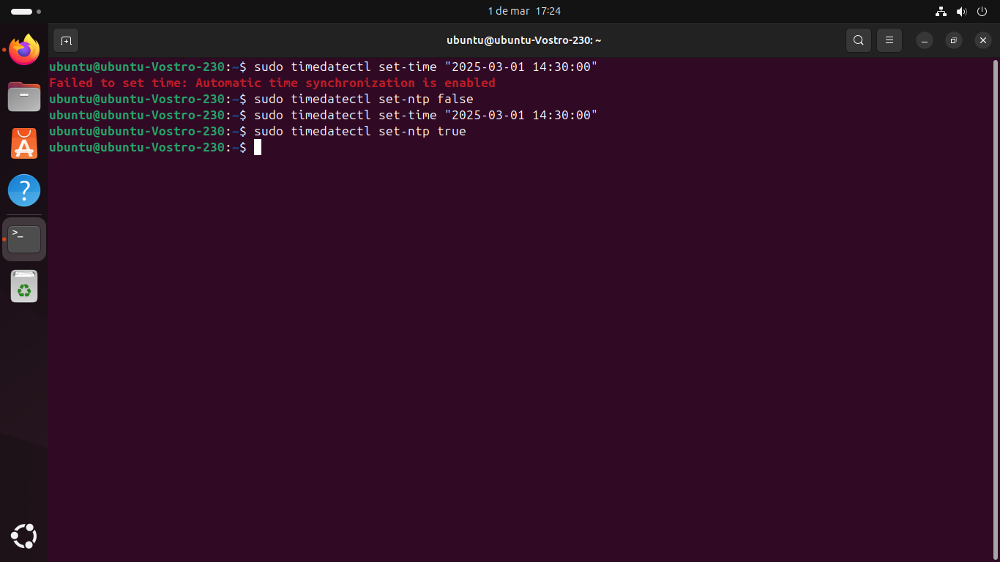 1 de mar 17:24
ubuntu@ubuntu-Vostro-230: ~
ubuntu@ubuntu-Vostro-230:~$ sudo timedatectl set-time "2025-03-01 14:30:00"
Failed to set time: Automatic time synchronization is enabled
ubuntu@ubuntu-Vostro-230:~$ sudo timedatectl set-ntp false
ubuntu@ubuntu-Vostro-230:~$ sudo timedatectl set-time "2025-03-01 14:30:00"
ubuntu@ubuntu-Vostro-230:~$ sudo timedatectl set-ntp true
ubuntu@ubuntu-Vostro-230:~$